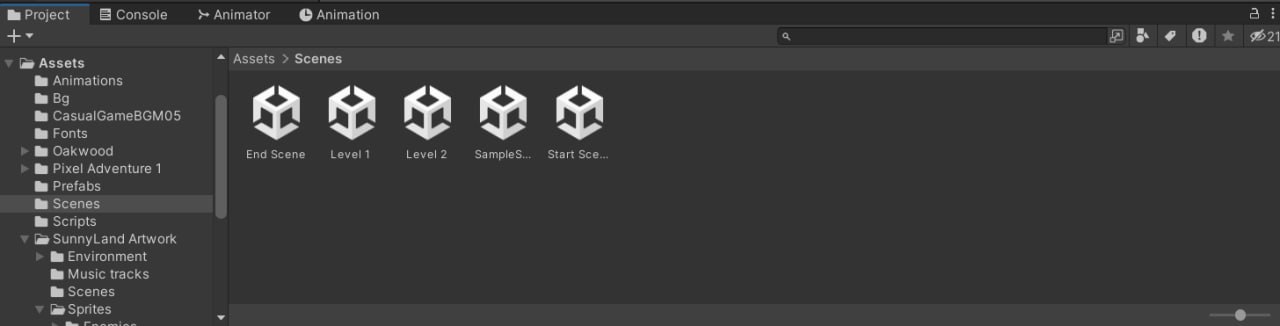 Project Console Animator Animation
21
Assets
Animations
Bg
CasualGameBGM05
Fonts
Oakwood
Pixel Adventure 1
Prefabs
Scenes
Scripts
SunnyLand Artwork
Environment
Music tracks
Scenes
Sprites
Enemies
Assets > Scenes
End Scene Level 1 Level 2 SampleS... Start Sce...